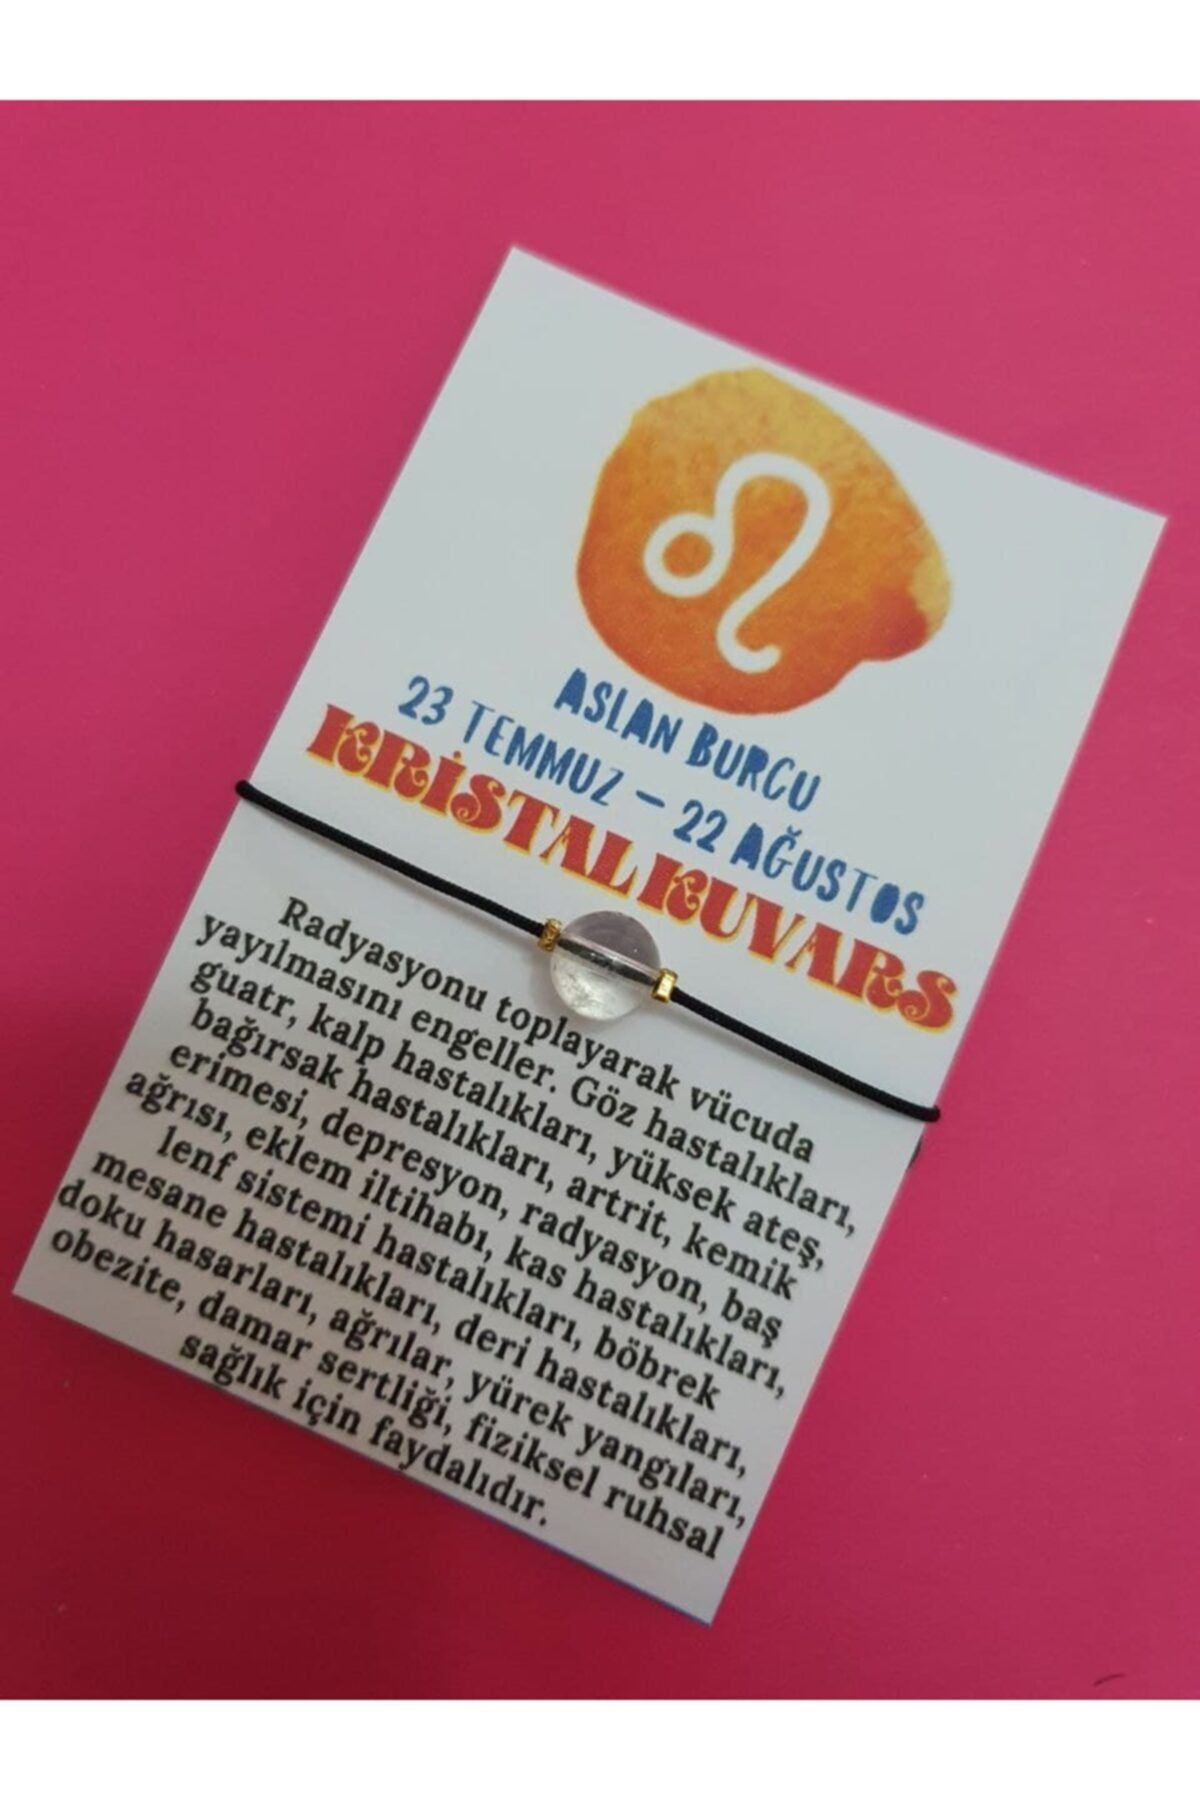 ASLAN BURCU
23 TEMMUZ - 22 AĞUSTOS
KRİSTAL KUVARS
Radyasyonu toplayarak vücuda
yayılmasını engeller. Göz hastalıkları,
guatr, kalp hastalıkları, yüksek ateş,
bağırsak hastalıkları, artrit, kemik
erimesi, depresyon, radyasyon, baş
ağrısı, eklem iltihabı, kas hastalıkları,
lenf sistemi hastalıkları, böbrek
mesane hastalıkları, deri hastalıkları,
doku hasarları, ağrılar, yürek yangıları,
obezite, damar sertliği, fiziksel ruhsal
sağlık için faydalıdır.